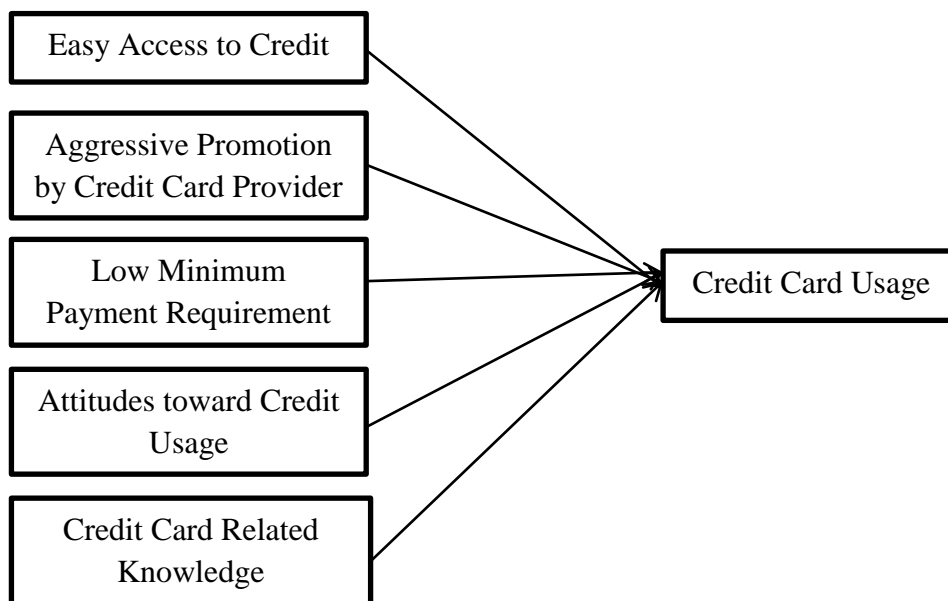 Easy Access to Credit
Aggressive Promotion
by Credit Card Provider
Low Minimum
Payment Requirement
Credit Card Usage
Attitudes toward Credit
Usage
Credit Card Related
Knowledge